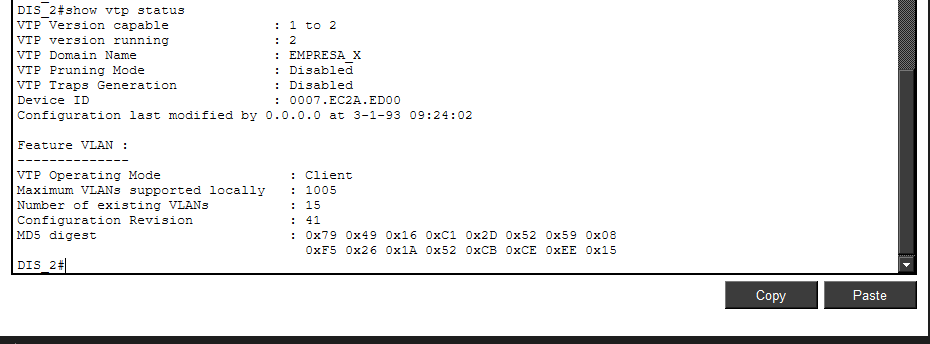 DIS_2#show vtp status
VTP Version capable : 1 to 2
VTP version running : 2
VTP Domain Name : EMPRESA_X
VTP Pruning Mode : Disabled
VTP Traps Generation : Disabled
Device ID : 0007.EC2A.ED00
Configuration last modified by 0.0.0.0 at 3-1-93 09:24:02
Feature VLAN :
--------------
VTP Operating Mode : Client
Maximum VLANs supported locally : 1005
Number of existing VLANs : 15
Configuration Revision : 41
MD5 digest : 0x79 0x49 0x16 0xC1 0x2D 0x52 0x59 0x08
0xF5 0x26 0x1A 0x52 0xCB 0xCE 0xEE 0x15
DIS_2#
Copy Paste